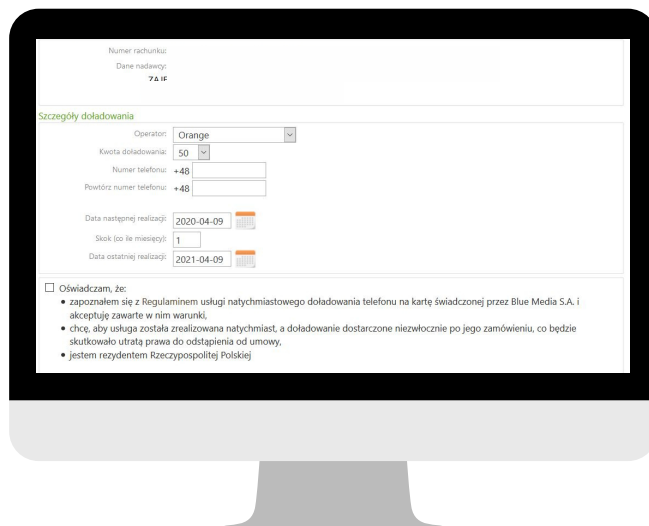 Numer rachunku:
Dane nadawcy:
Szczegóły doładowania
Operator: Orange
Kwota doładowania: 50
Numer telefonu: +48
Powtórz numer telefonu: +48
Data następnej realizacji: 2020-04-09
Skok (co ile miesięcy): 1
Data ostatniej realizacji: 2021-04-09
Oświadczam, że:
• zapoznałem się z Regulaminem usługi natychmiastowego doładowania telefonu na kartę świadczonej przez Blue Media S.A. i
akceptuję zawarte w nim warunki,
• chcę, aby usługa została zrealizowana natychmiast, a doładowanie dostarczone niezwłocznie po jego zamówieniu, co będzie
skutkowało utratą prawa do odstąpienia od umowy,
• jestem rezydentem Rzeczypospolitej Polskiej